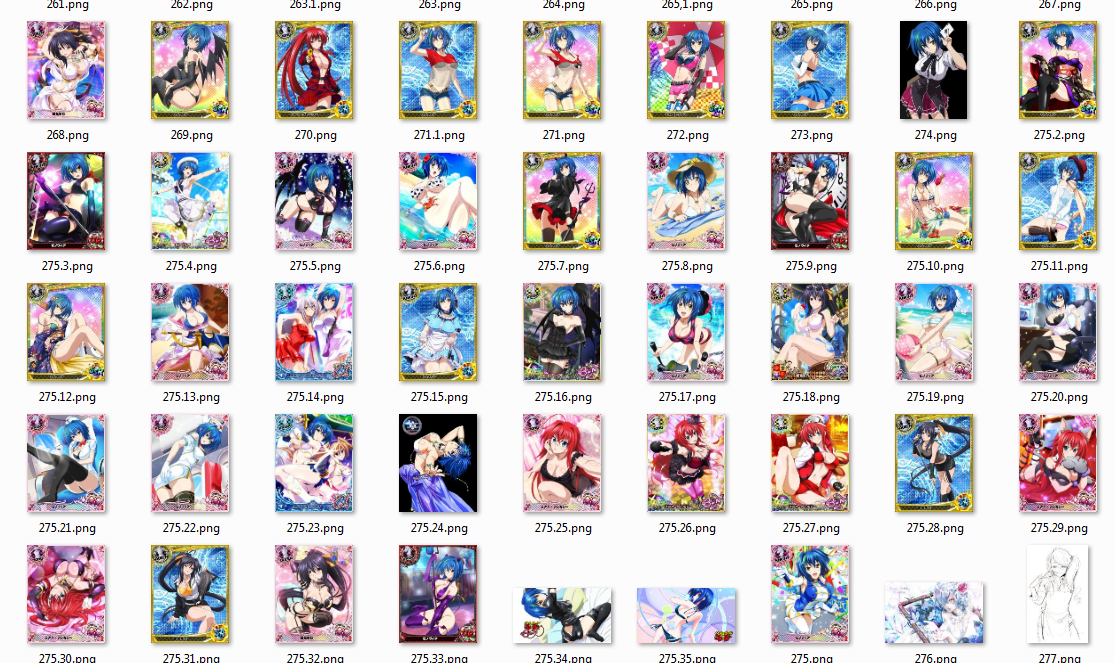 261.png 262.png 263.1.png 263.png 264.png 265,1.png 265.png 266.png 267.png
268.png 269.png 270.png 271.1.png 271.png 272.png 273.png 274.png 275.2.png
275.3.png 275.4.png 275.5.png 275.6.png 275.7.png 275.8.png 275.9.png 275.10.png 275.11.png
275.12.png 275.13.png 275.14.png 275.15.png 275.16.png 275.17.png 275.18.png 275.19.png 275.20.png
275.21.png 275.22.png 275.23.png 275.24.png 275.25.png 275.26.png 275.27.png 275.28.png 275.29.png
275.30.png 275.31.png 275.32.png 275.33.png 275.34.png 275.35.png 275.png 276.png 277.png